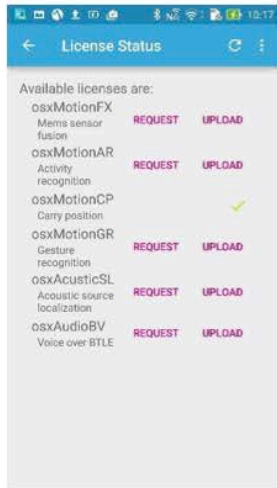 10:17
License Status
Available licenses are:
osxMotionFX
Mems sensor
fusion
REQUEST UPLOAD
osxMotionAR
Activity
recognition
REQUEST UPLOAD
osxMotionCP
Carry position
osxMotionGR
Gesture
recognition
REQUEST UPLOAD
osxAcusticSL
Acoustic source
localization
REQUEST UPLOAD
osxAudioBV
Voice over BTLE
REQUEST UPLOAD